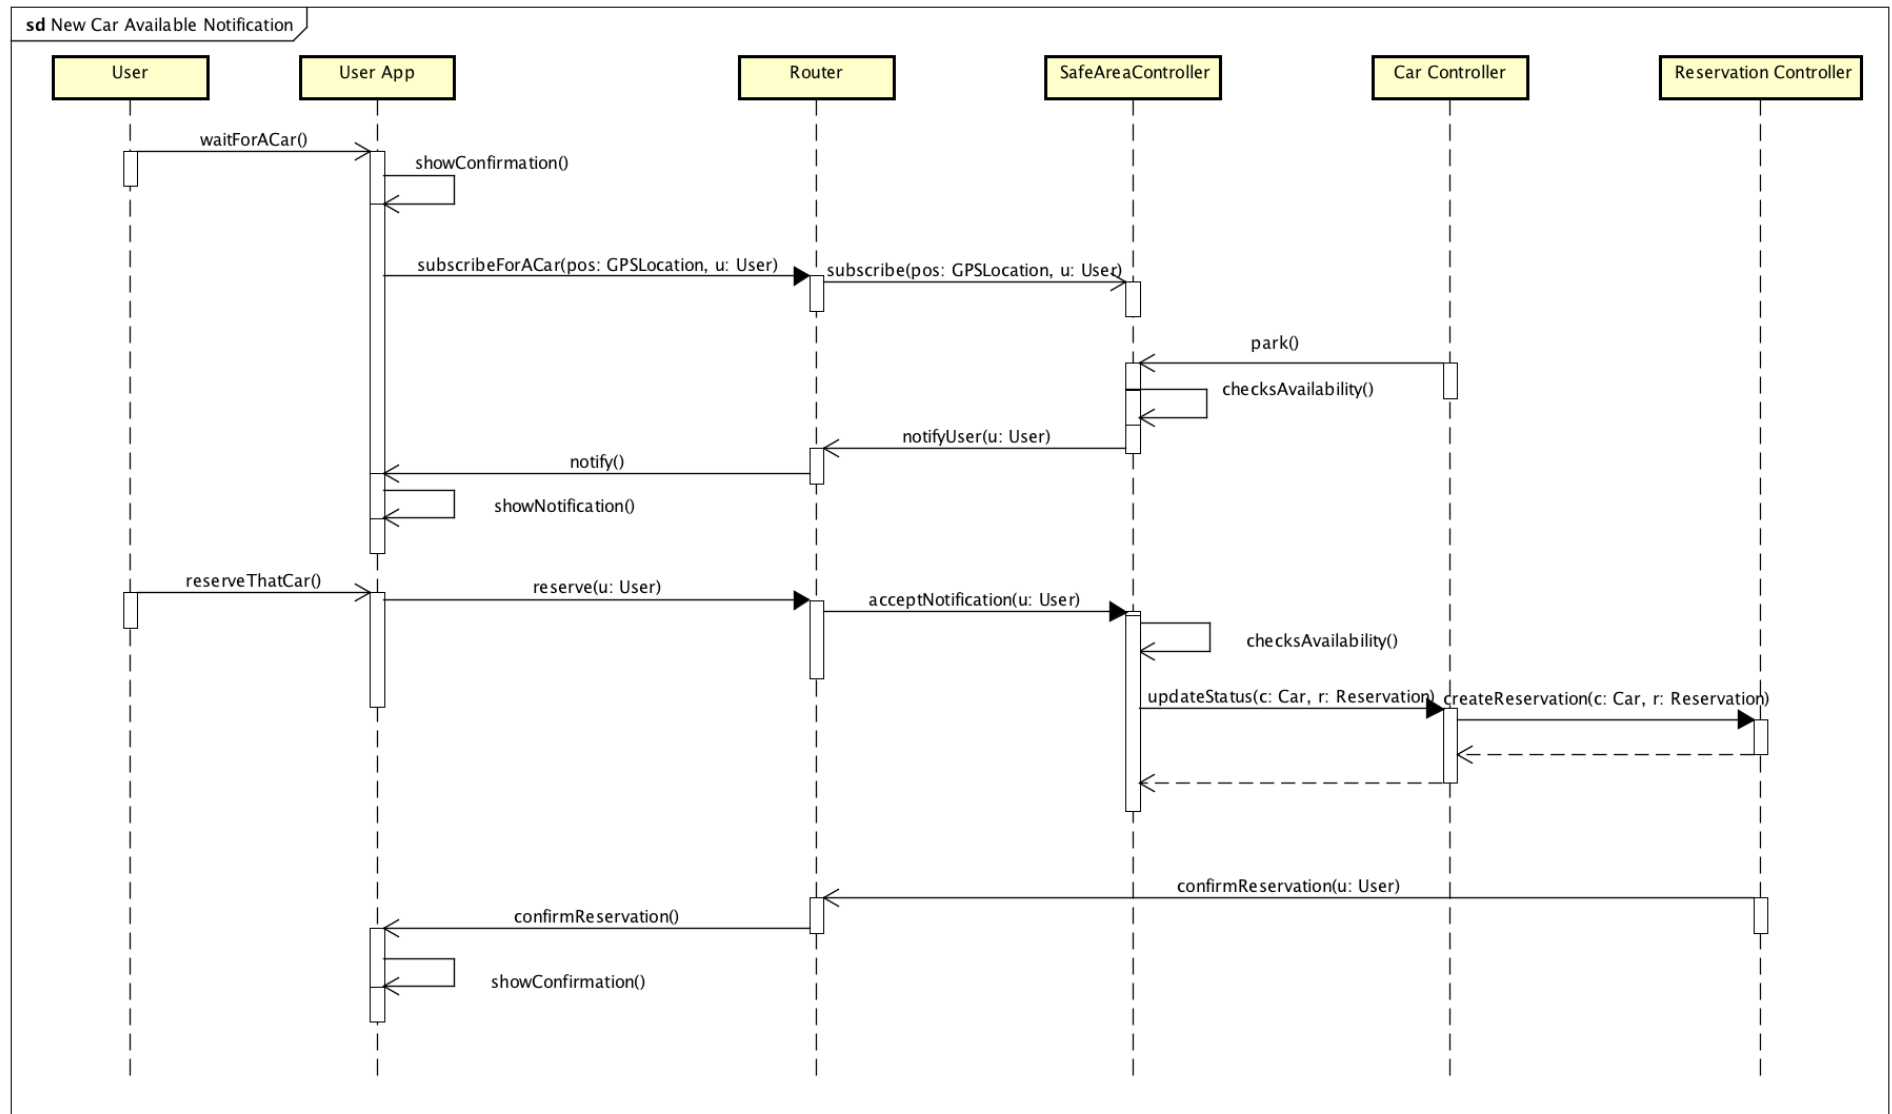 sd New Car Available Notification
User
User App
Router
SafeAreaController
Car Controller
Reservation Controller
waitForACar()
showConfirmation()
subscribeForACar(pos: GPSLocation, u: User)
subscribe(pos: GPSLocation, u: User)
park()
checksAvailability()
notifyUser(u: User)
notify()
showNotification()
reserveThatCar()
reserve(u: User)
acceptNotification(u: User)
checksAvailability()
updateStatus(c: Car, r: Reservation)
createReservation(c: Car, r: Reservation)
confirmReservation(u: User)
confirmReservation()
showConfirmation()